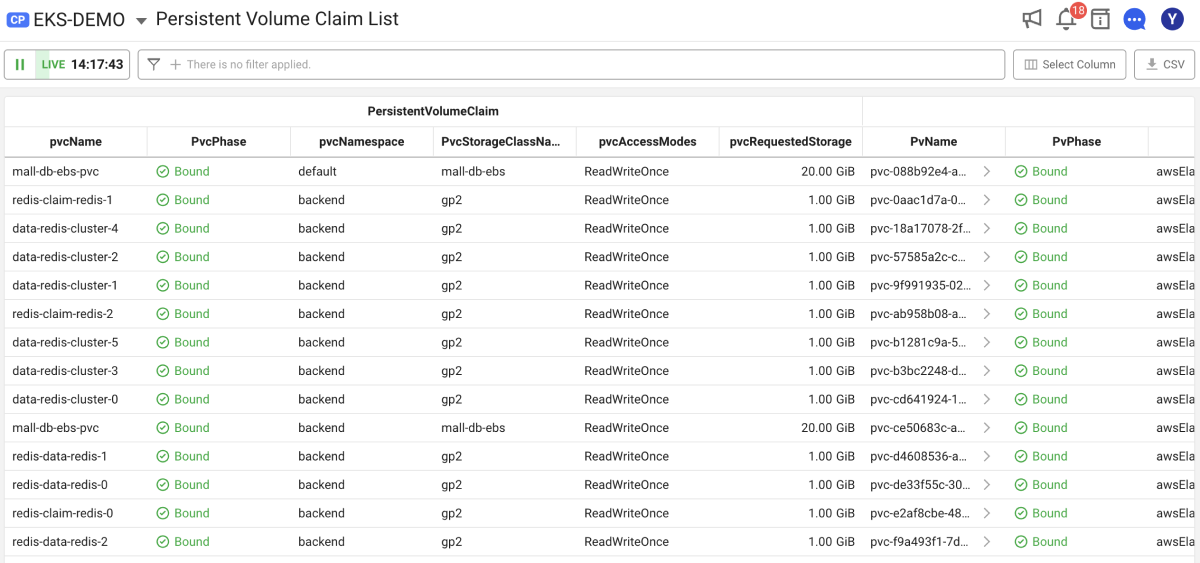 CP EKS-DEMO Persistent Volume Claim List 18 Y
LIVE 14:17:43 There is no filter applied. Select Column CSV
PersistentVolumeClaim
pvcName PvcPhase pvcNamespace PvcStorageClassNa... pvcAccessModes pvcRequestedStorage PvName PvPhase
mall-db-ebs-pvc Bound default mall-db-ebs ReadWriteOnce 20.00 GiB pvc-088b92e4-a... Bound awsEla
redis-claim-redis-1 Bound backend gp2 ReadWriteOnce 1.00 GiB pvc-0aac1d7a-0... Bound awsEla
data-redis-cluster-4 Bound backend gp2 ReadWriteOnce 1.00 GiB pvc-18a17078-2f... Bound awsEla
data-redis-cluster-2 Bound backend gp2 ReadWriteOnce 1.00 GiB pvc-57585a2c-c... Bound awsEla
data-redis-cluster-1 Bound backend gp2 ReadWriteOnce 1.00 GiB pvc-9f991935-02... Bound awsEla
redis-claim-redis-2 Bound backend gp2 ReadWriteOnce 1.00 GiB pvc-ab958b08-a... Bound awsEla
data-redis-cluster-5 Bound backend gp2 ReadWriteOnce 1.00 GiB pvc-b1281c9a-5... Bound awsEla
data-redis-cluster-3 Bound backend gp2 ReadWriteOnce 1.00 GiB pvc-b3bc2248-d... Bound awsEla
data-redis-cluster-0 Bound backend gp2 ReadWriteOnce 1.00 GiB pvc-cd641924-1... Bound awsEla
mall-db-ebs-pvc Bound backend mall-db-ebs ReadWriteOnce 20.00 GiB pvc-ce50683c-a... Bound awsEla
redis-data-redis-1 Bound backend gp2 ReadWriteOnce 1.00 GiB pvc-d4608536-a... Bound awsEla
redis-data-redis-0 Bound backend gp2 ReadWriteOnce 1.00 GiB pvc-de33f55c-30... Bound awsEla
redis-claim-redis-0 Bound backend gp2 ReadWriteOnce 1.00 GiB pvc-e2af8cbe-48... Bound awsEla
redis-data-redis-2 Bound backend gp2 ReadWriteOnce 1.00 GiB pvc-f9a493f1-7d... Bound awsEla